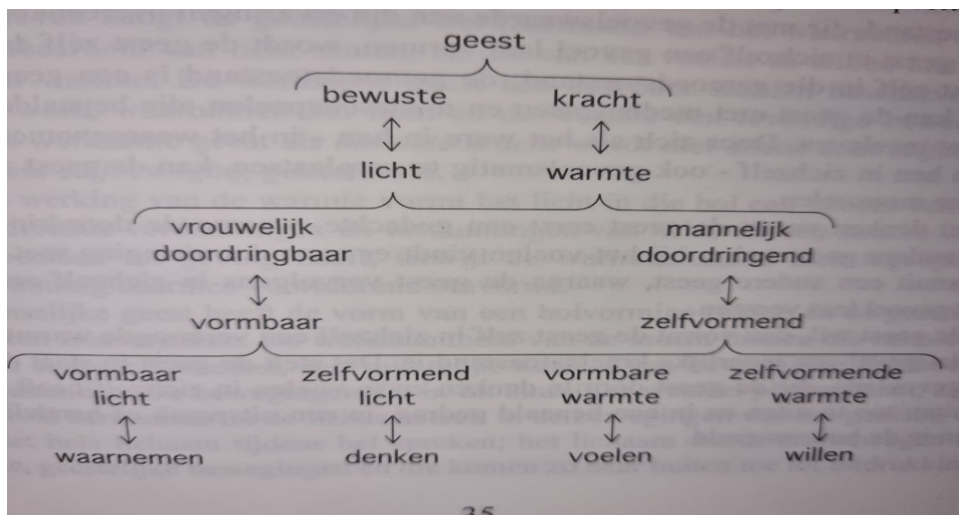 geest
bewuste kracht
licht warmte
vrouwelijk mannelijk
doordringbaar doordringend
vormbaar zelfvormend
vormbaar zelfvormend vormbare zelfvormende
licht licht warmte warmte
waarnemen denken voelen willen
35